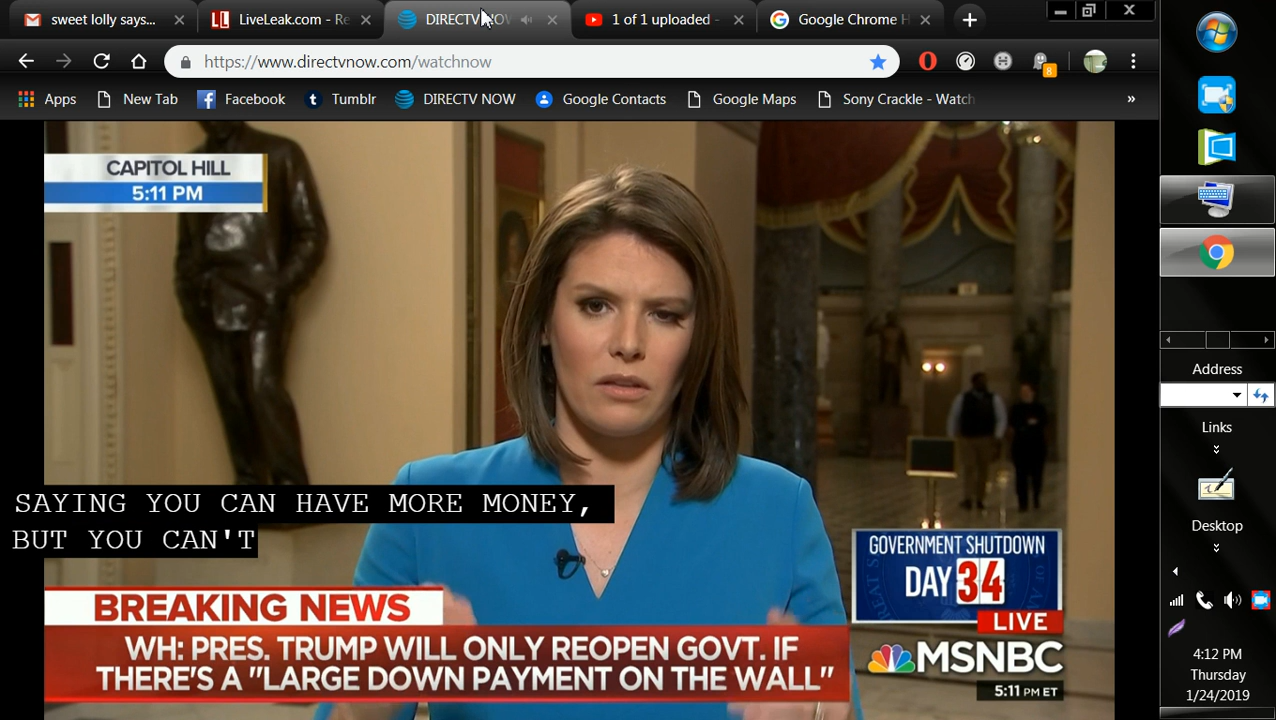 sweet lolly says...
LiveLeak.com - Re
DIRECTV NOW
1 of 1 uploaded -
Google Chrome H
https://www.directvnow.com/watchnow
8
Apps
New Tab
Facebook
Tumblr
DIRECTV NOW
Google Contacts
Google Maps
Sony Crackle - Watch
»
CAPITOL HILL
5:11 PM
SAYING YOU CAN HAVE MORE MONEY,
BUT YOU CAN'T
GOVERNMENT SHUTDOWN
DAY 34
BREAKING NEWS
LIVE
WH: PRES. TRUMP WILL ONLY REOPEN GOVT. IF
THERE'S A "LARGE DOWN PAYMENT ON THE WALL"
MSNBC
5:11 PM ET
Address
Links
Desktop
4:12 PM
Thursday
1/24/2019